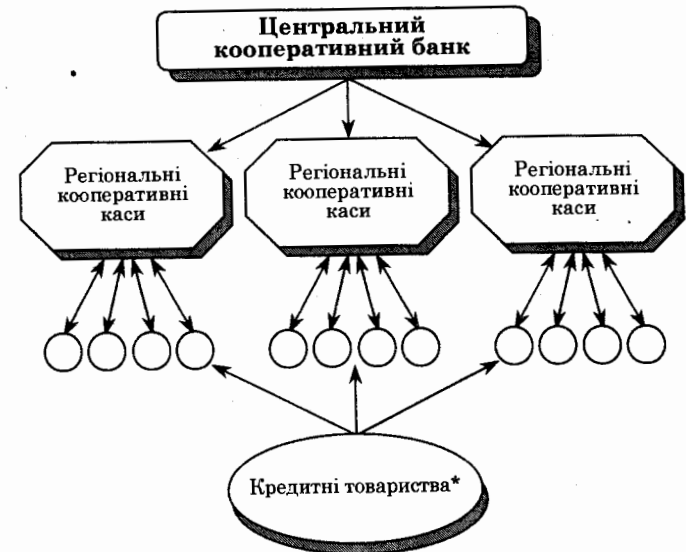 Центральний
кооперативний банк
Регіональні
кооперативні
каси
Регіональні
кооперативні
каси
Регіональні
кооперативні
каси
Кредитні товариства*